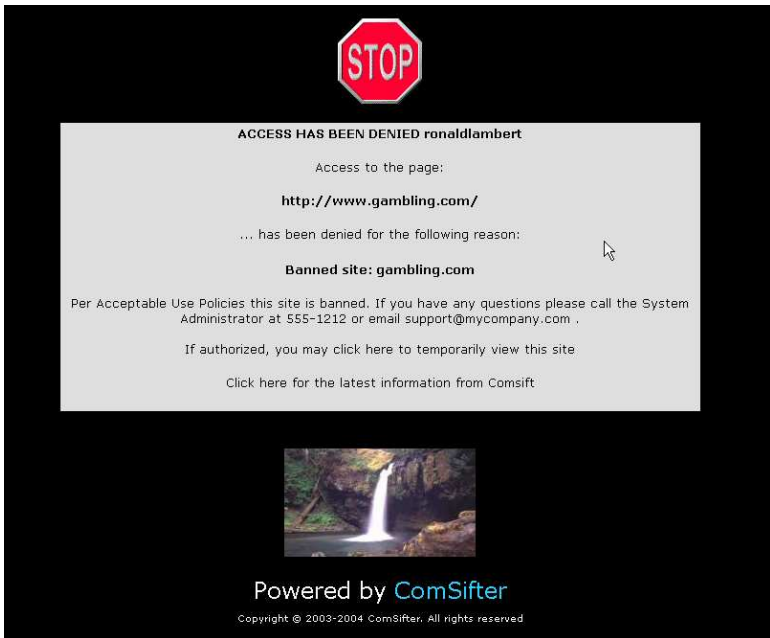 STOP
ACCESS HAS BEEN DENIED ronaldlambert
Access to the page:
http://www.gambling.com/
... has been denied for the following reason:
Banned site: gambling.com
Per Acceptable Use Policies this site is banned. If you have any questions please call the System
Administrator at 555-1212 or email support@mycompany.com .
If authorized, you may click here to temporarily view this site
Click here for the latest information from Comsift
Powered by ComSifter
Copyright © 2003-2004 ComSifter. All rights reserved